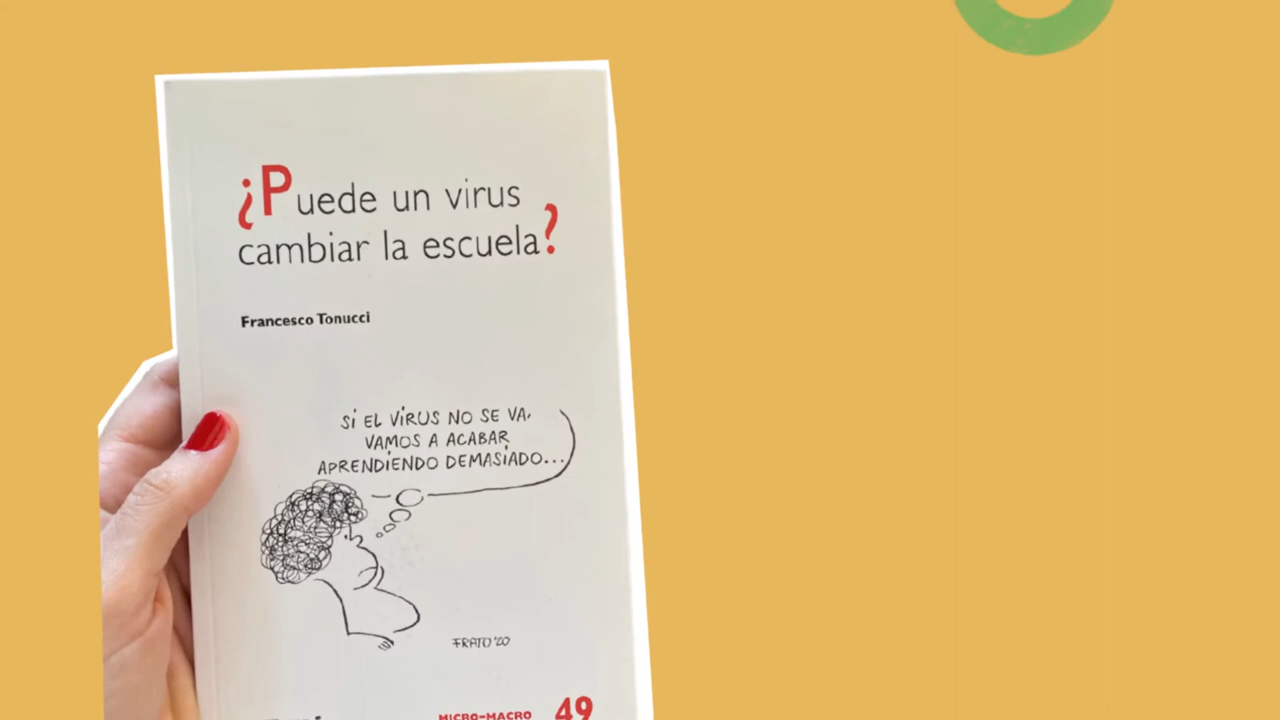 ¿Puede un virus
cambiar la escuela?
Francesco Tonucci
Si EL ViRUS NO SE VA,
VAMOS A ACABAR
APRENDiENDO DEMASiADO...
FRATO '20
MICRO-MACRO 49